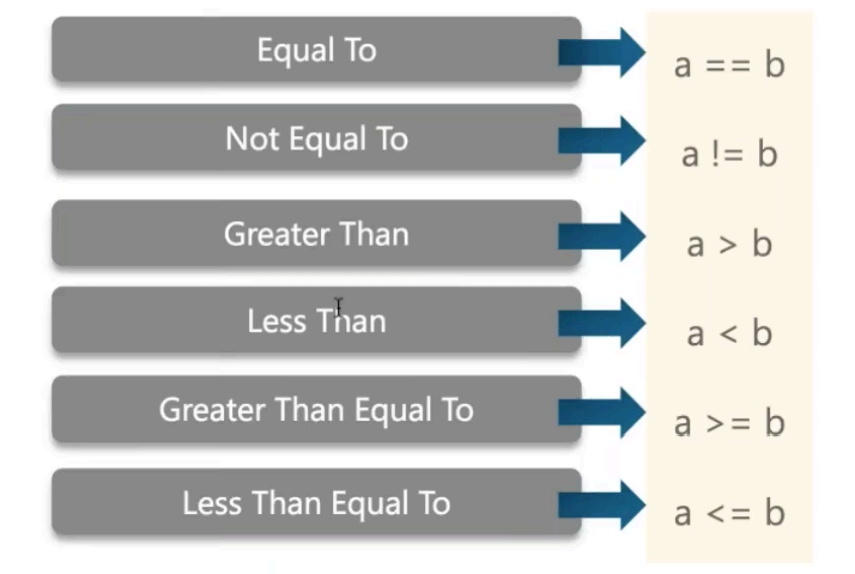 Equal To
a == b
Not Equal To
a != b
Greater Than
a > b
Less Than
a < b
Greater Than Equal To
a >= b
Less Than Equal To
a <= b